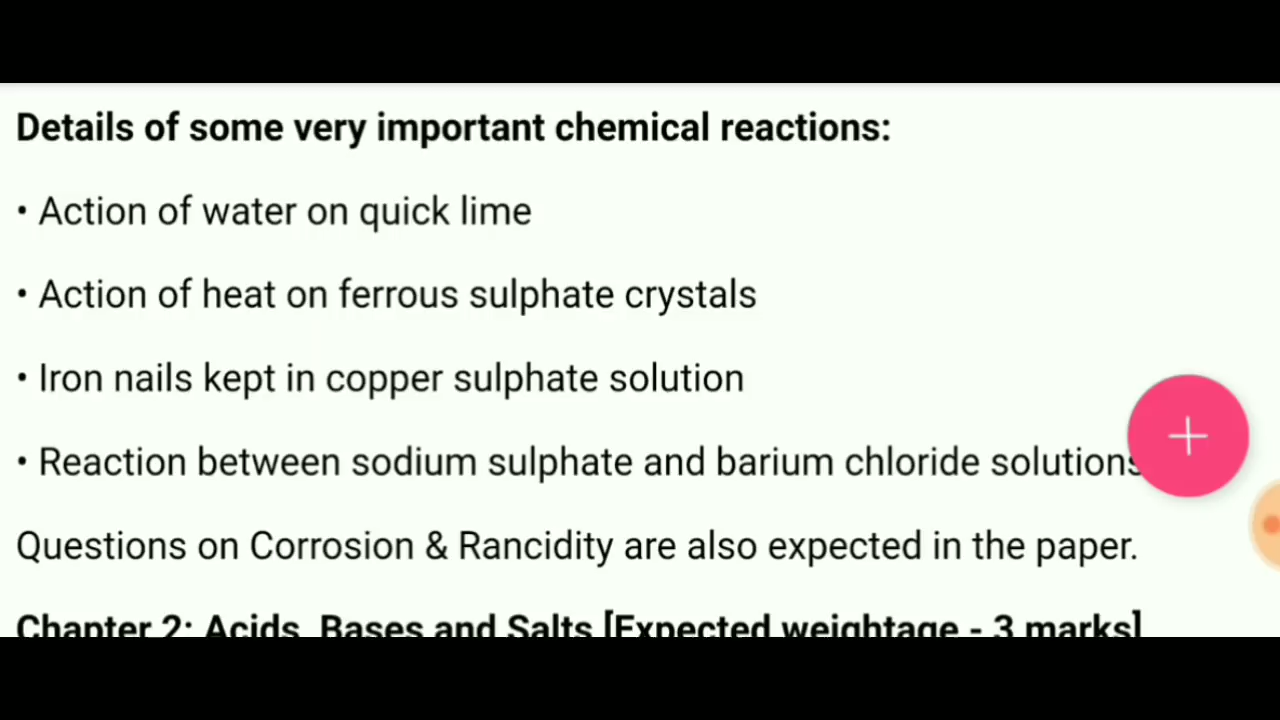 Details of some very important chemical reactions:
• Action of water on quick lime
• Action of heat on ferrous sulphate crystals
• Iron nails kept in copper sulphate solution
• Reaction between sodium sulphate and barium chloride solutions
Questions on Corrosion & Rancidity are also expected in the paper.
Chapter 2: Acids, Bases and Salts [Expected weightage - 3 marks]